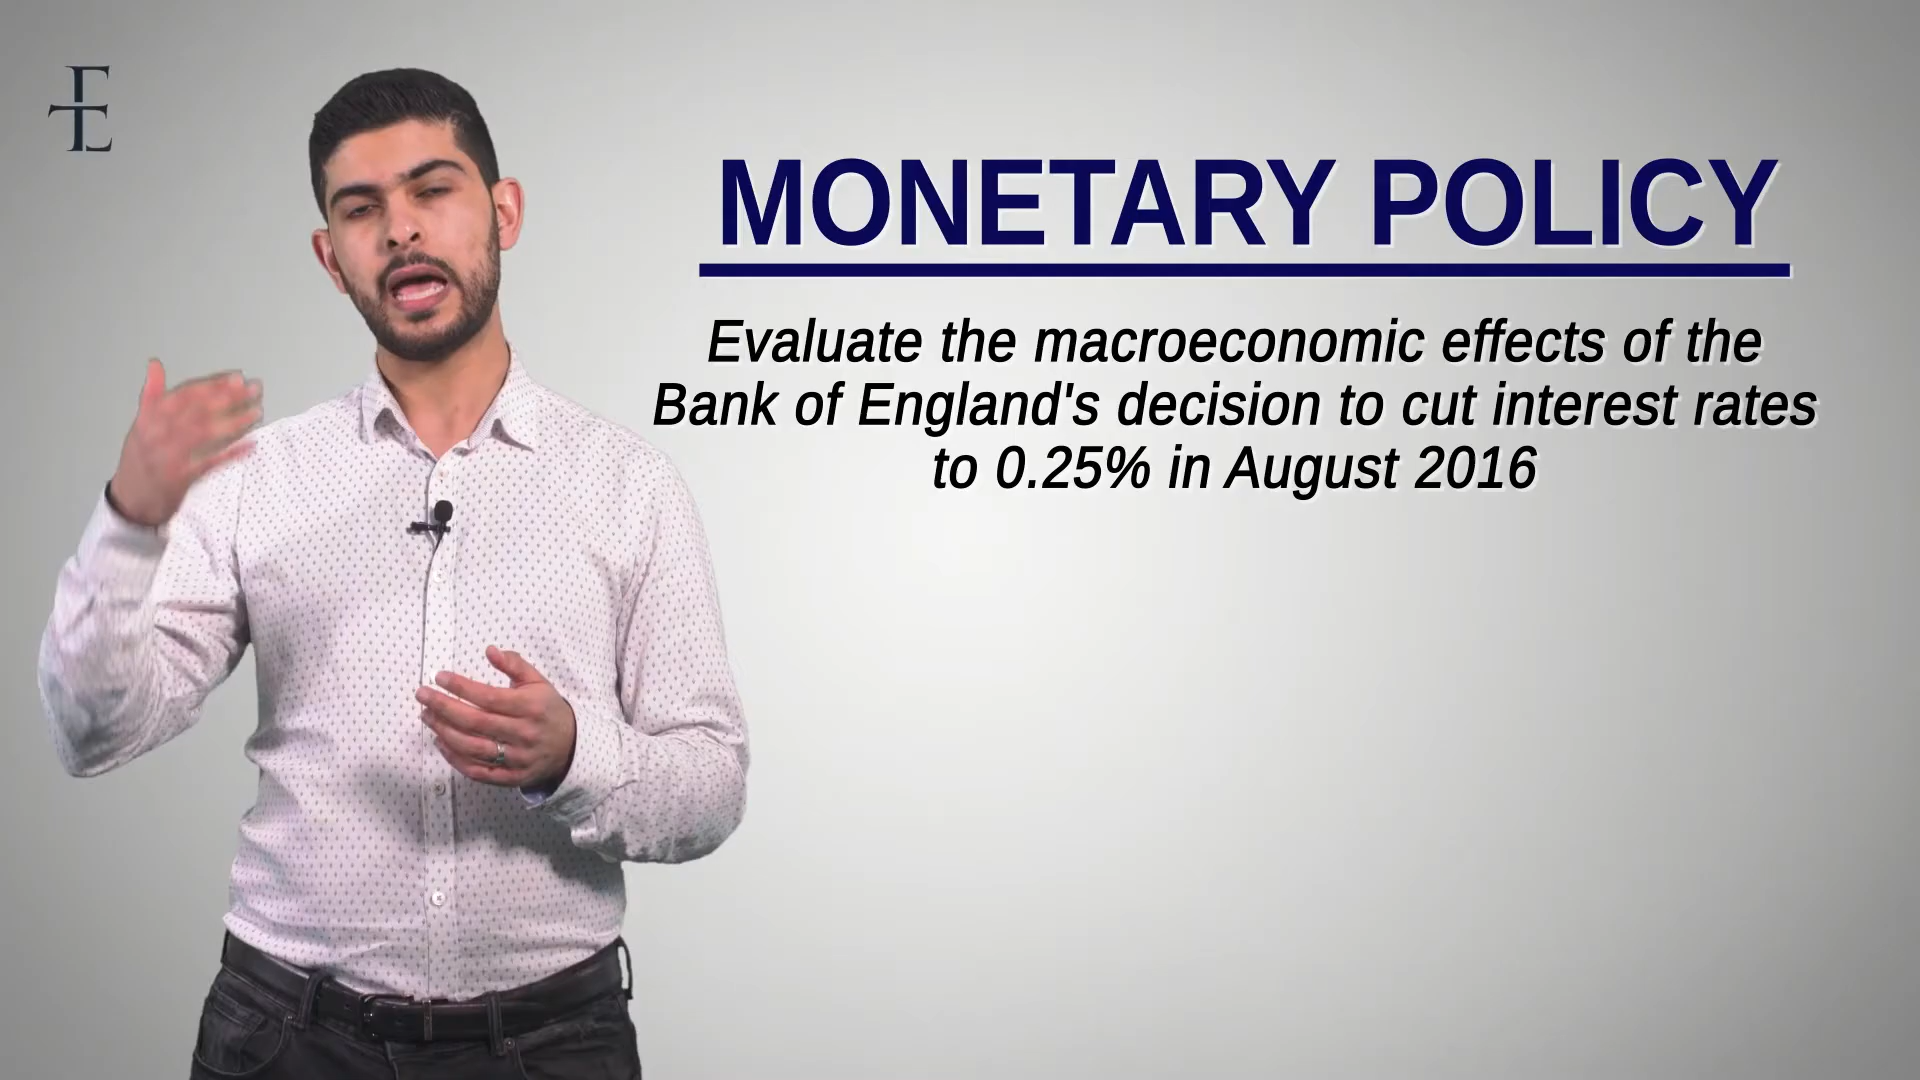 MONETARY POLICY
Evaluate the macroeconomic effects of the
Bank of England's decision to cut interest rates
to 0.25% in August 2016